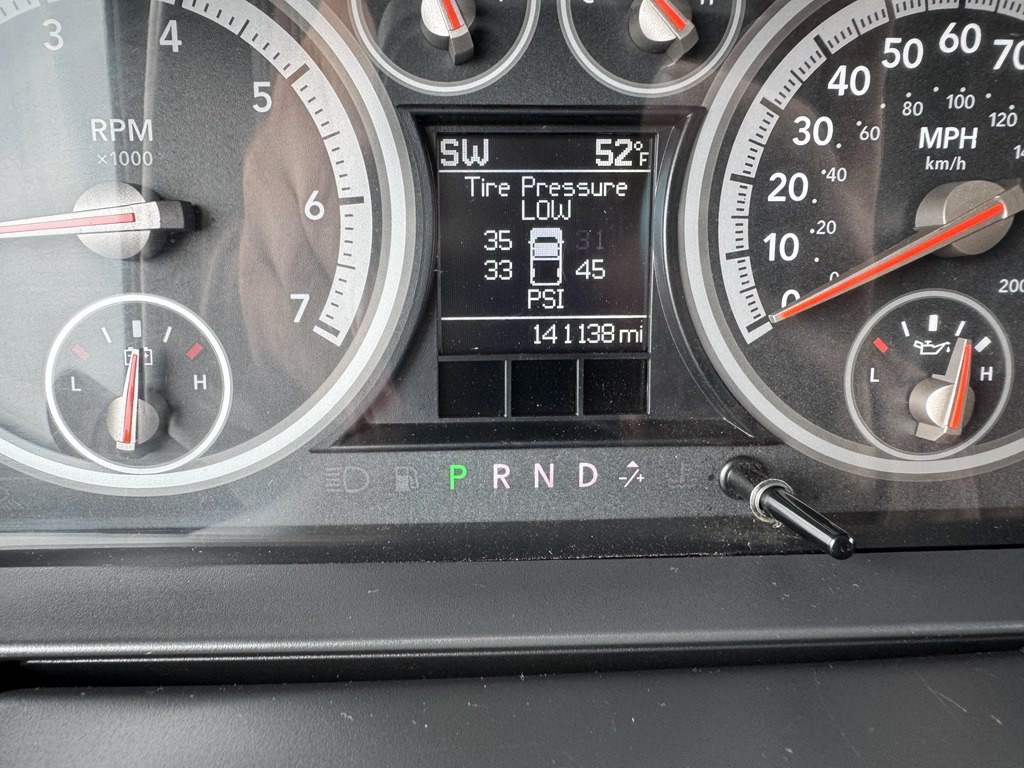 3 4 5 6 7
RPM
×1000
L H
SW 52°F
Tire Pressure
LOW
35 31
33 45
PSI
141138 mi
P R N D -/+
0 10 20 30 40 50 60 70
20 40 60 80 100 120
200
MPH
km/h
L H